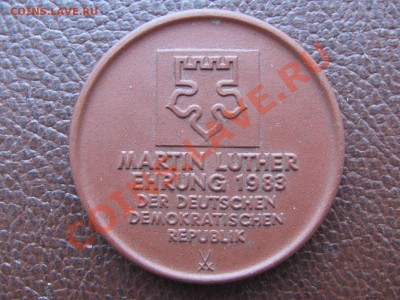 COINS.LAVE.RU
MARTIN LUTHER
EHRUNG 1983
DER DEUTSCHEN
DEMOKRATISCHEN
REPUBLIK
COINS.LAVE.RU